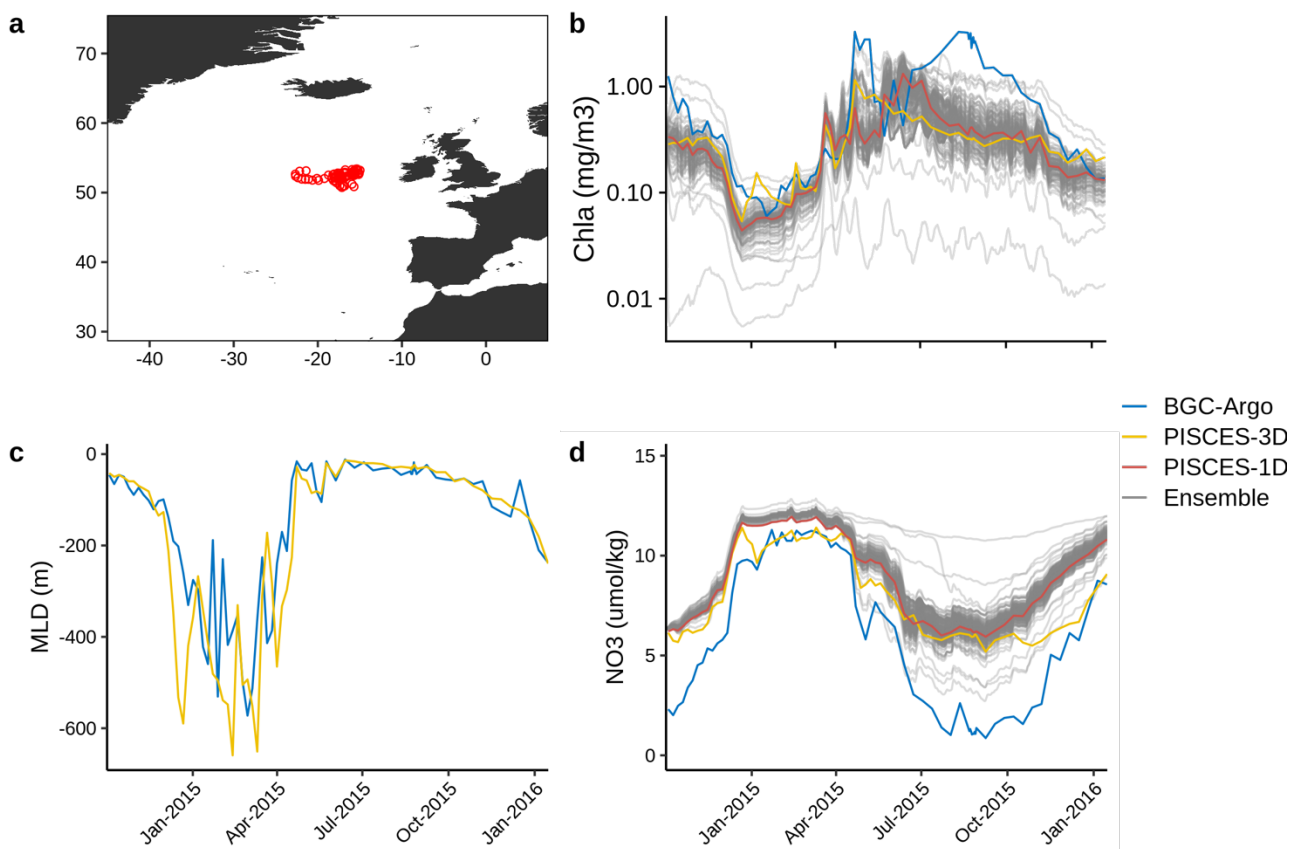 a
70
60
50
40
30
-40
-30
-20
-10
0
b
Chla (mg/m3)
1.00
0.10
0.01
c
MLD (m)
0
-200
-400
-600
Jan-2015
Apr-2015
Jul-2015
Oct-2015
Jan-2016
d
NO3 (umol/kg)
15
10
5
0
Jan-2015
Apr-2015
Jul-2015
Oct-2015
Jan-2016
BGC-Argo
PISCES-3D
PISCES-1D
Ensemble